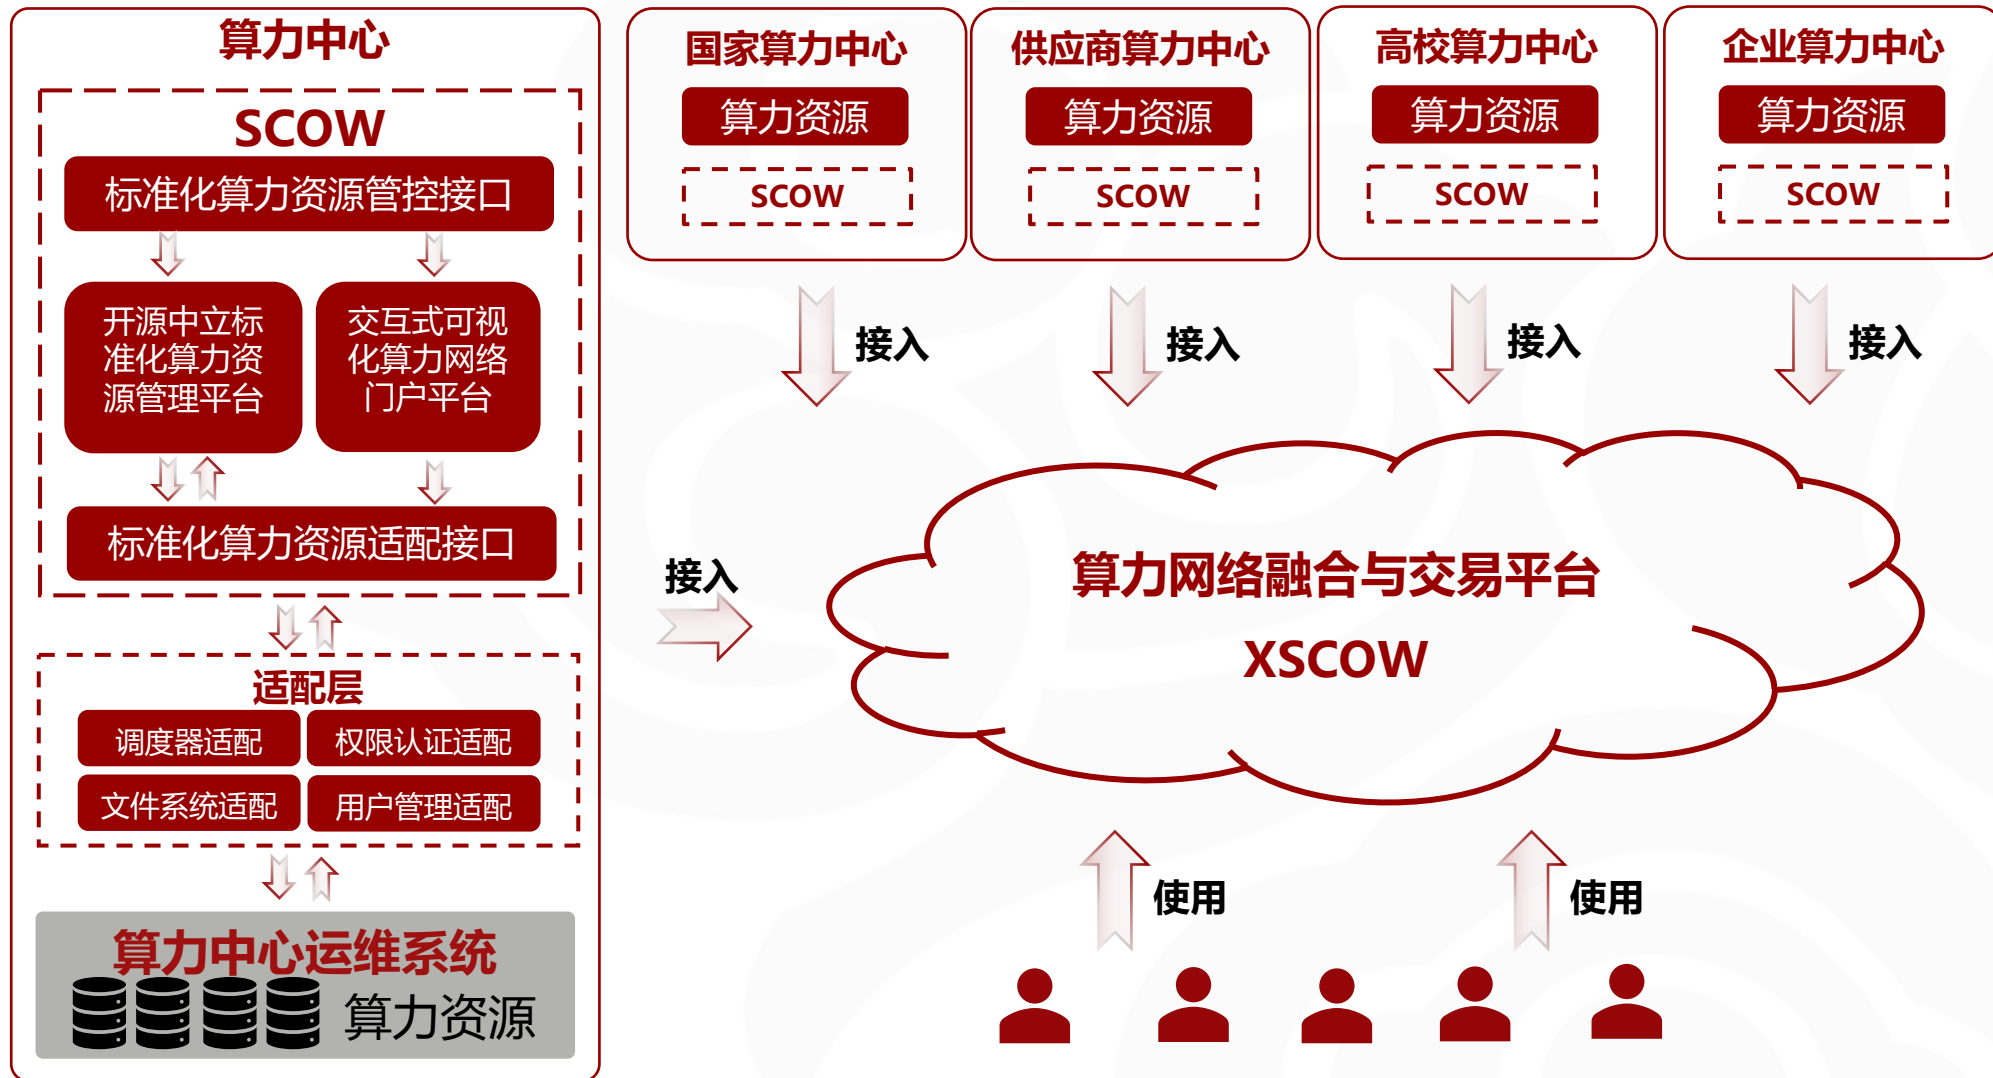 算力中心
SCOW
标准化算力资源管控接口
开源中立标
准化算力资
源管理平台
交互式可视
化算力网络
门户平台
标准化算力资源适配接口
适配层
调度器适配
权限认证适配
文件系统适配
用户管理适配
算力中心运维系统
算力资源
国家算力中心
算力资源
SCOW
供应商算力中心
算力资源
SCOW
高校算力中心
算力资源
SCOW
企业算力中心
算力资源
SCOW
接入
接入
接入
接入
接入
算力网络融合与交易平台
XSCOW
使用
使用